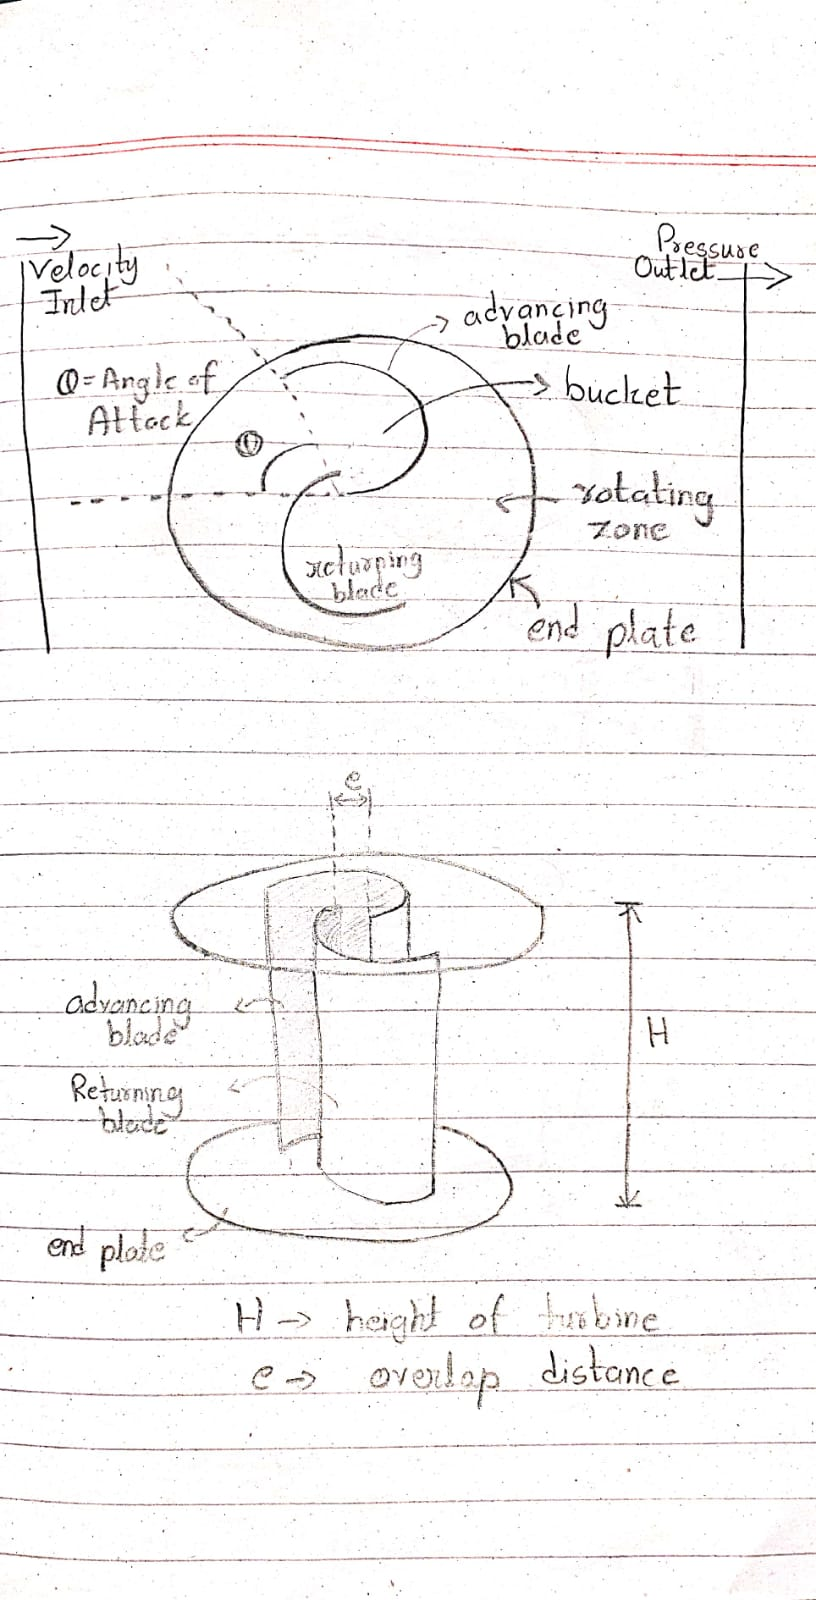 Velocity
Inlet
Pressure
Outlet
advancing
blade
Θ=Angle of
Attack
bucket
Θ
rotating
zone
returning
blade
end plate
e
advancing
blade
H
Returning
blade
end plate
H → height of turbine
e → overlap distance